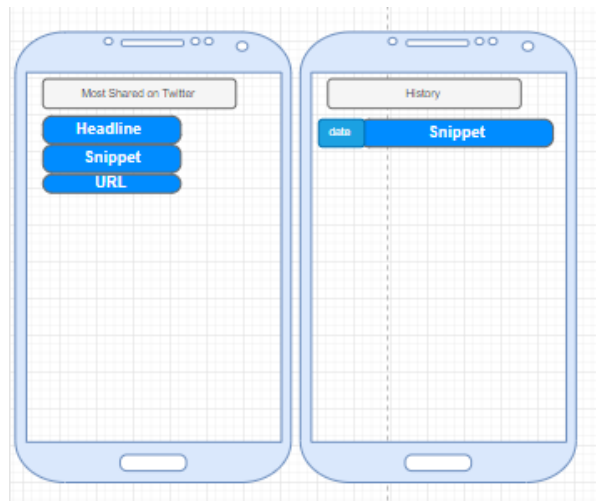 Most Shared on Twitter
Headline
Snippet
URL
History
date Snippet